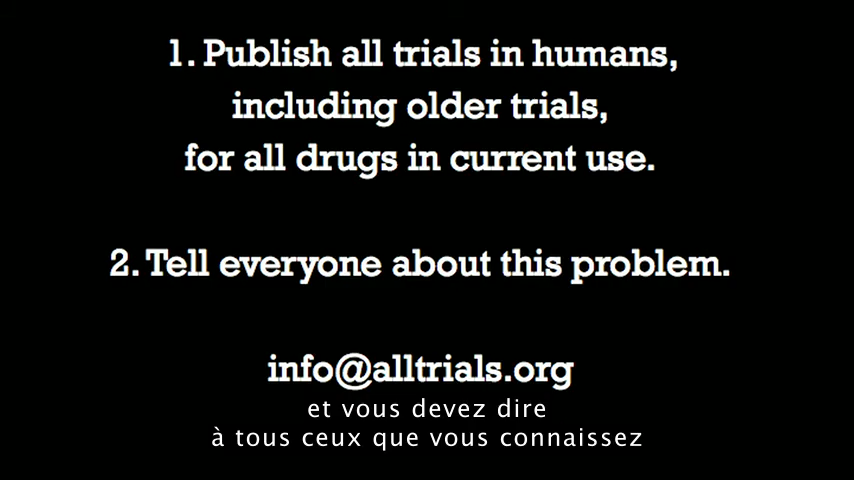 1. Publish all trials in humans,
including older trials,
for all drugs in current use.
2. Tell everyone about this problem.
info@alltrials.org
et vous devez dire
à tous ceux que vous connaissez